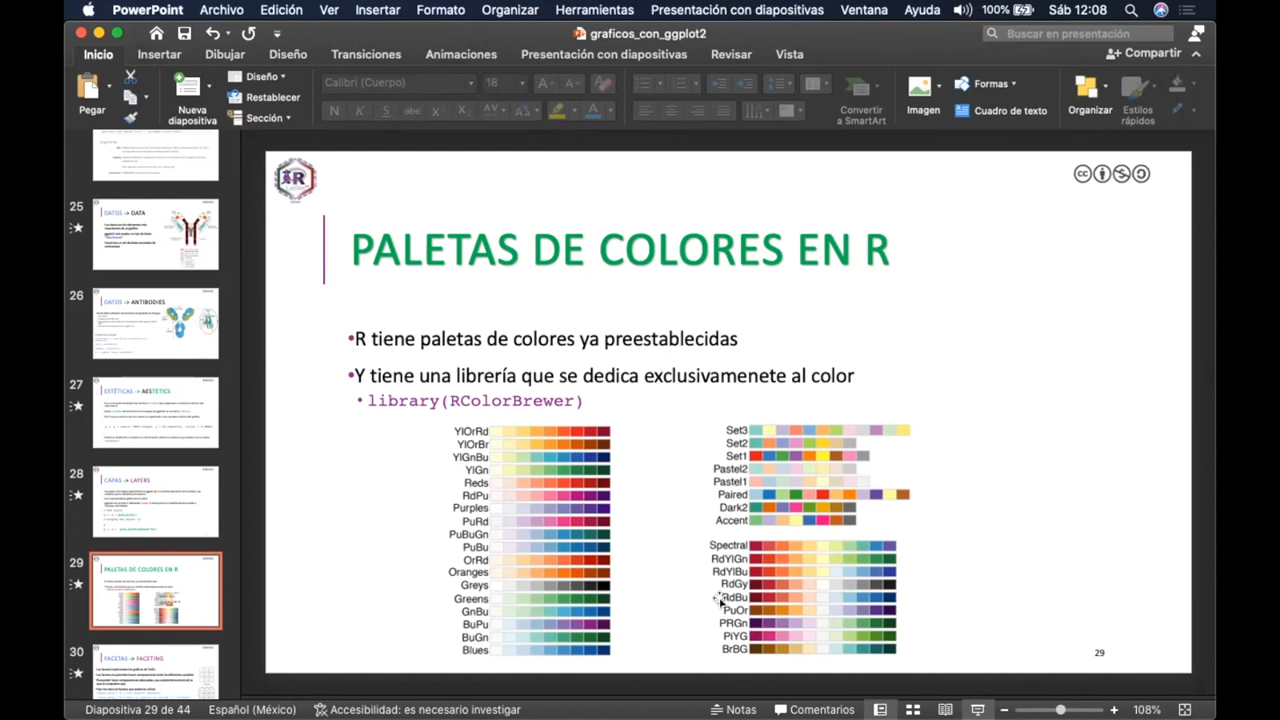 PowerPoint Archivo Edición Ver Insertar Formato Organizar Herramientas Presentación con diapositivas Ventana Ayuda 100% Sáb 12:08
graficos_con_ggplot2
Buscar en presentación
Inicio Insertar Dibujar Diseño Transiciones Animaciones Presentación con diapositivas Revisar Vista
Compartir
Pegar
Nueva diapositiva
Diseño
Restablecer
Sección
Calibri (Cuerpo) 18
Convertir a SmartArt
Imagen
Formas
Cuadro de texto
Organizar
Estilos rápidos
25
DATOS -> DATA
26
DATOS -> ANTIBODIES
27
ESTÉTICAS -> AESTETICS
28
CAPAS -> LAYERS
29
PALETAS DE COLORES EN R
30
FACETAS -> FACETING
PALETAS DE COLORES EN R
•R tiene paletas de colores ya preestablecidas
•Y tiene una librería que se dedica exclusivamenete al color
• library(RColorBrewer)
YlOrRd
YlOrBr
YlGnBu
YlGn
Reds
RdPu
Purples
PuRd
PuBuGn
PuBu
OrRd
Oranges
Greys
Greens
GnBu
BuPu
BuGn
Blues
Set3
Set2
Set1
Pastel2
Pastel1
Paired
Dark2
Accent
Spectral
RdYlGn
RdYlBu
RdGy
RdBu
PuOr
PRGn
PiYG
BrBG
29
Diapositiva 29 de 44 Español (México) Accesibilidad: es necesario investigar Notas Comentarios 108%